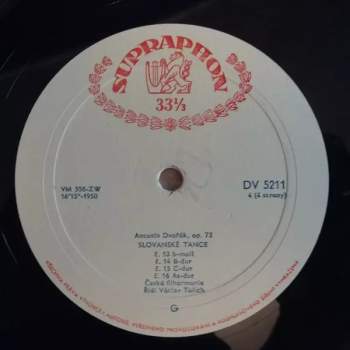 SUPRAPHON
33⅓
VM 556-ZW
16'15"-1950
DV 5211
4 (4 strany)
Antonín Dvořák, op. 72
SLOVANSKÉ TANCE
Č. 13 b-moll
Č. 14 B-dur
Č. 15 C-dur
Č. 16 As-dur
Česká filharmonie
Řídí Václav Talich
G